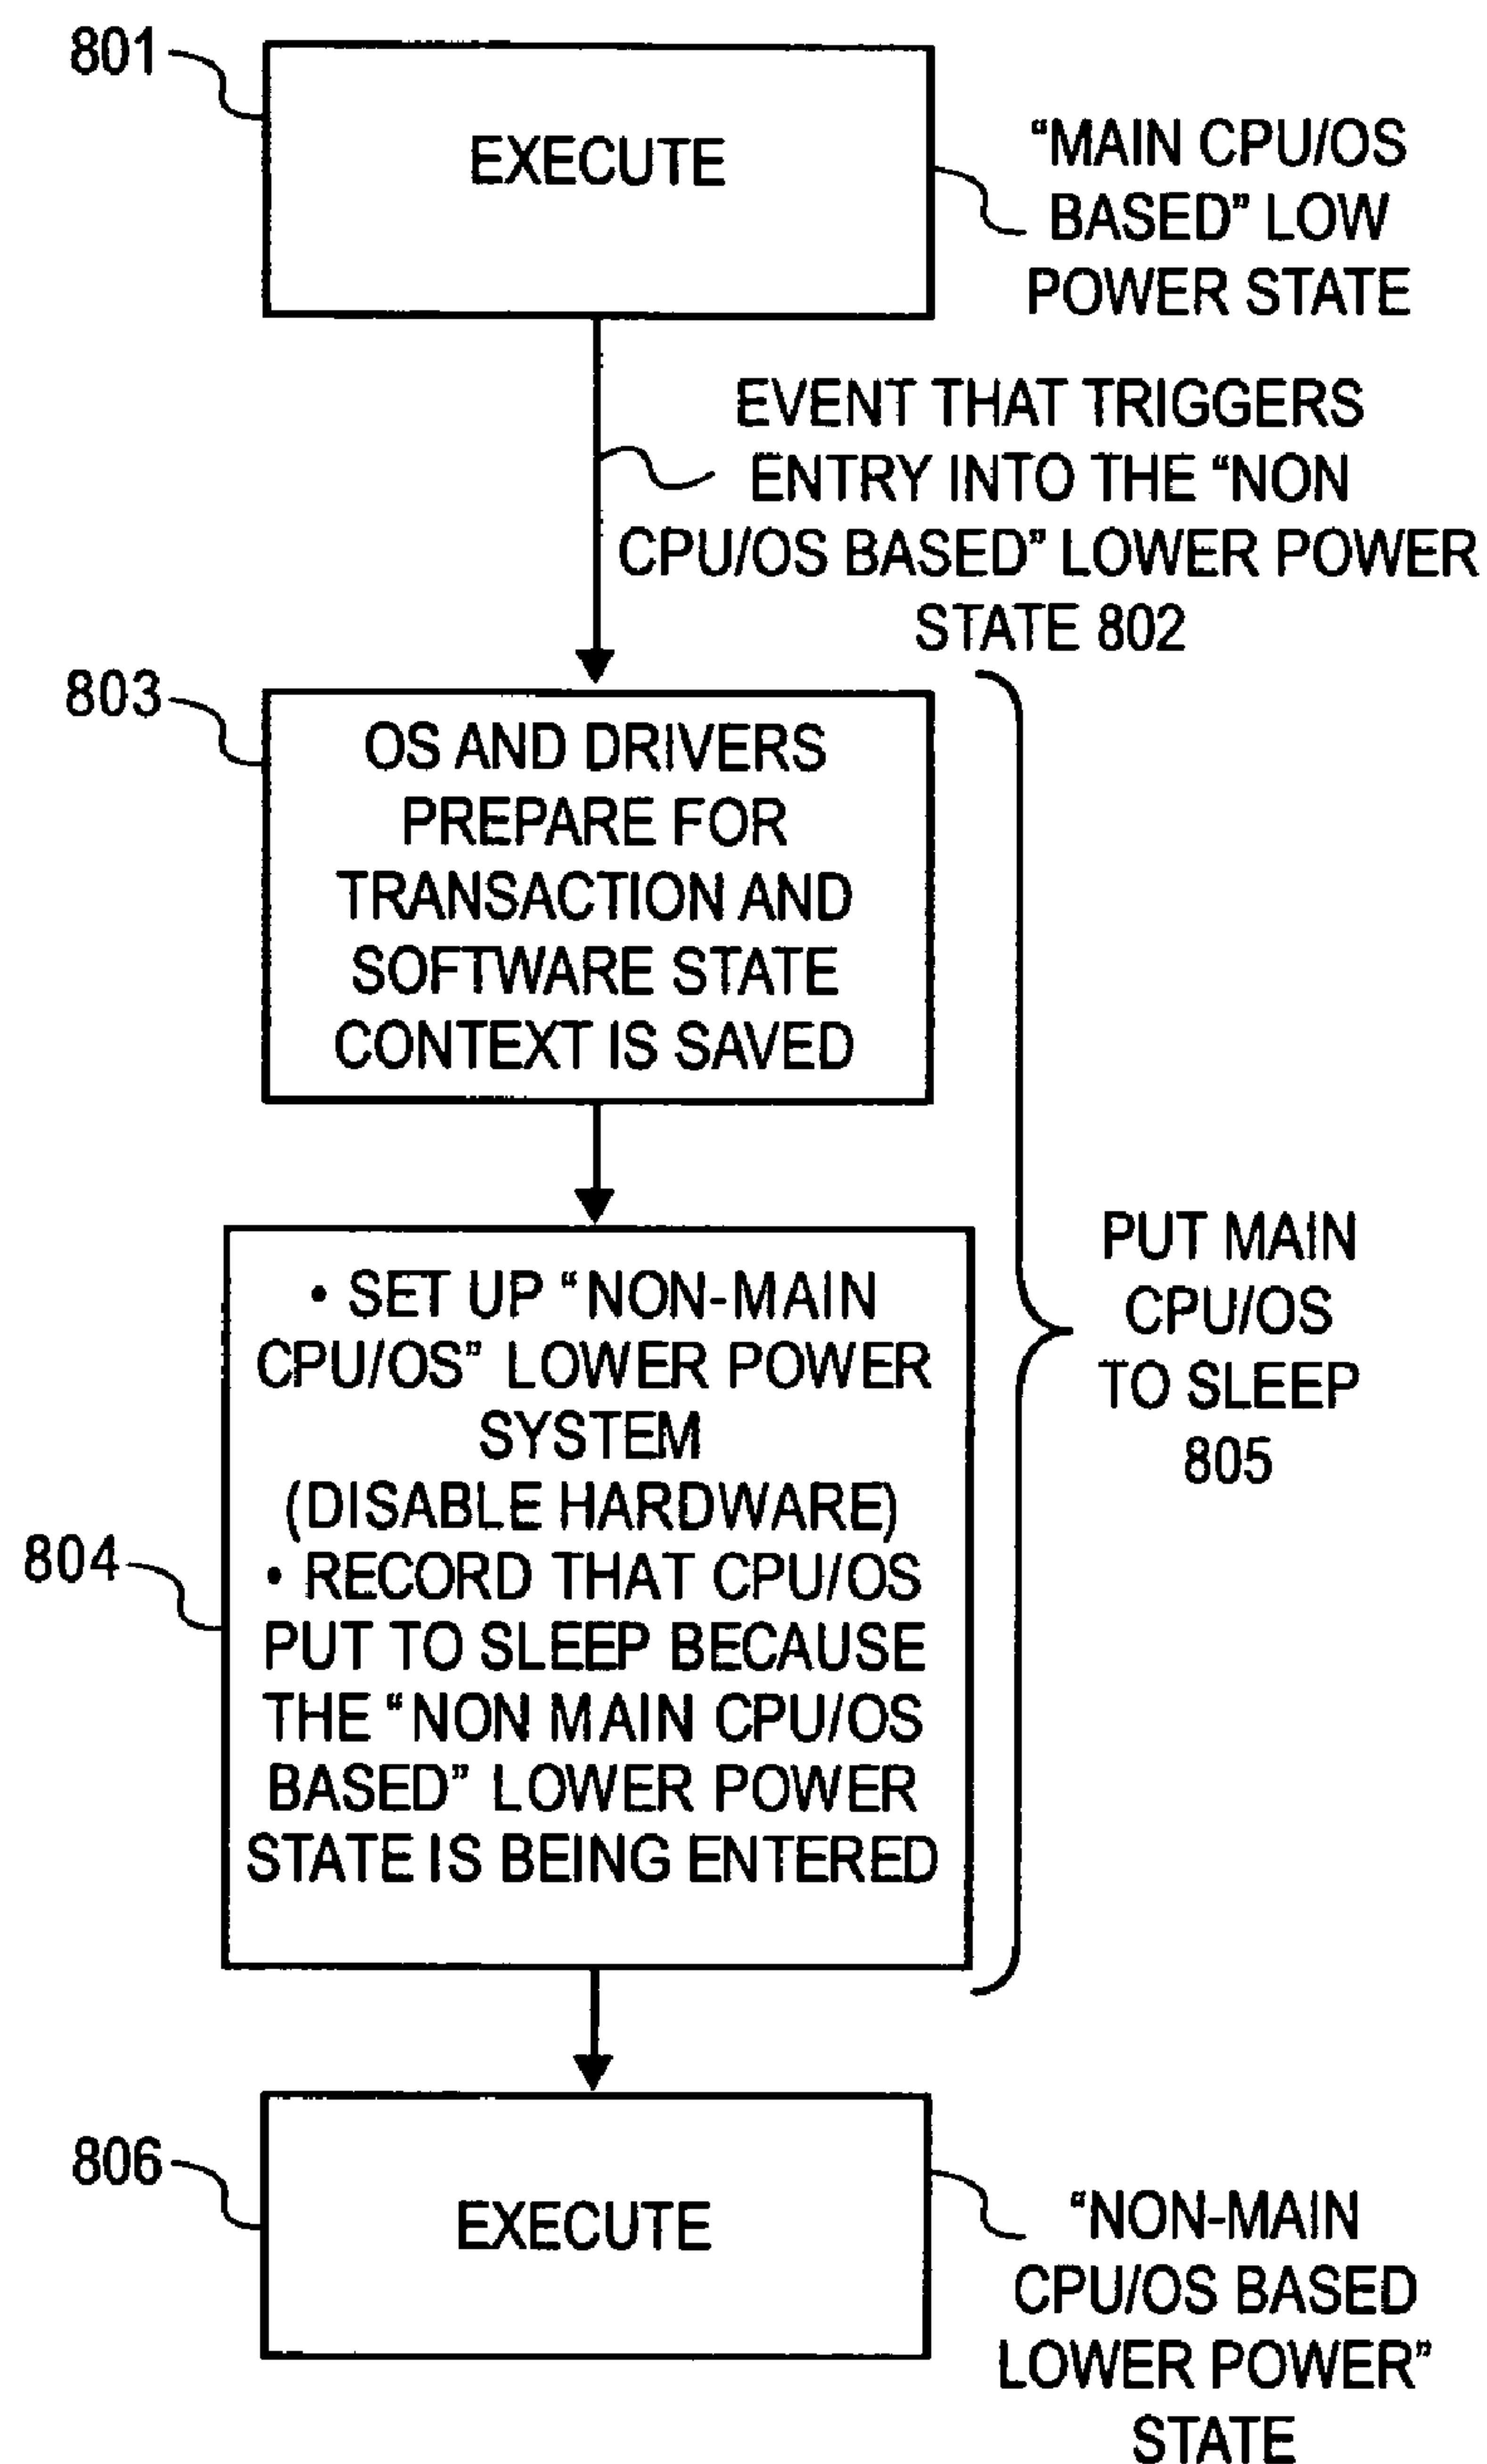 801
EXECUTE
“MAIN CPU/OS
BASED” LOW
POWER STATE
EVENT THAT TRIGGERS
ENTRY INTO THE “NON
CPU/OS BASED” LOWER POWER
STATE 802
803
OS AND DRIVERS
PREPARE FOR
TRANSACTION AND
SOFTWARE STATE
CONTEXT IS SAVED
804
• SET UP “NON-MAIN
CPU/OS” LOWER POWER
SYSTEM
(DISABLE HARDWARE)
• RECORD THAT CPU/OS
PUT TO SLEEP BECAUSE
THE “NON MAIN CPU/OS
BASED” LOWER POWER
STATE IS BEING ENTERED
PUT MAIN
CPU/OS
TO SLEEP
805
806
EXECUTE
“NON-MAIN
CPU/OS BASED
LOWER POWER”
STATE